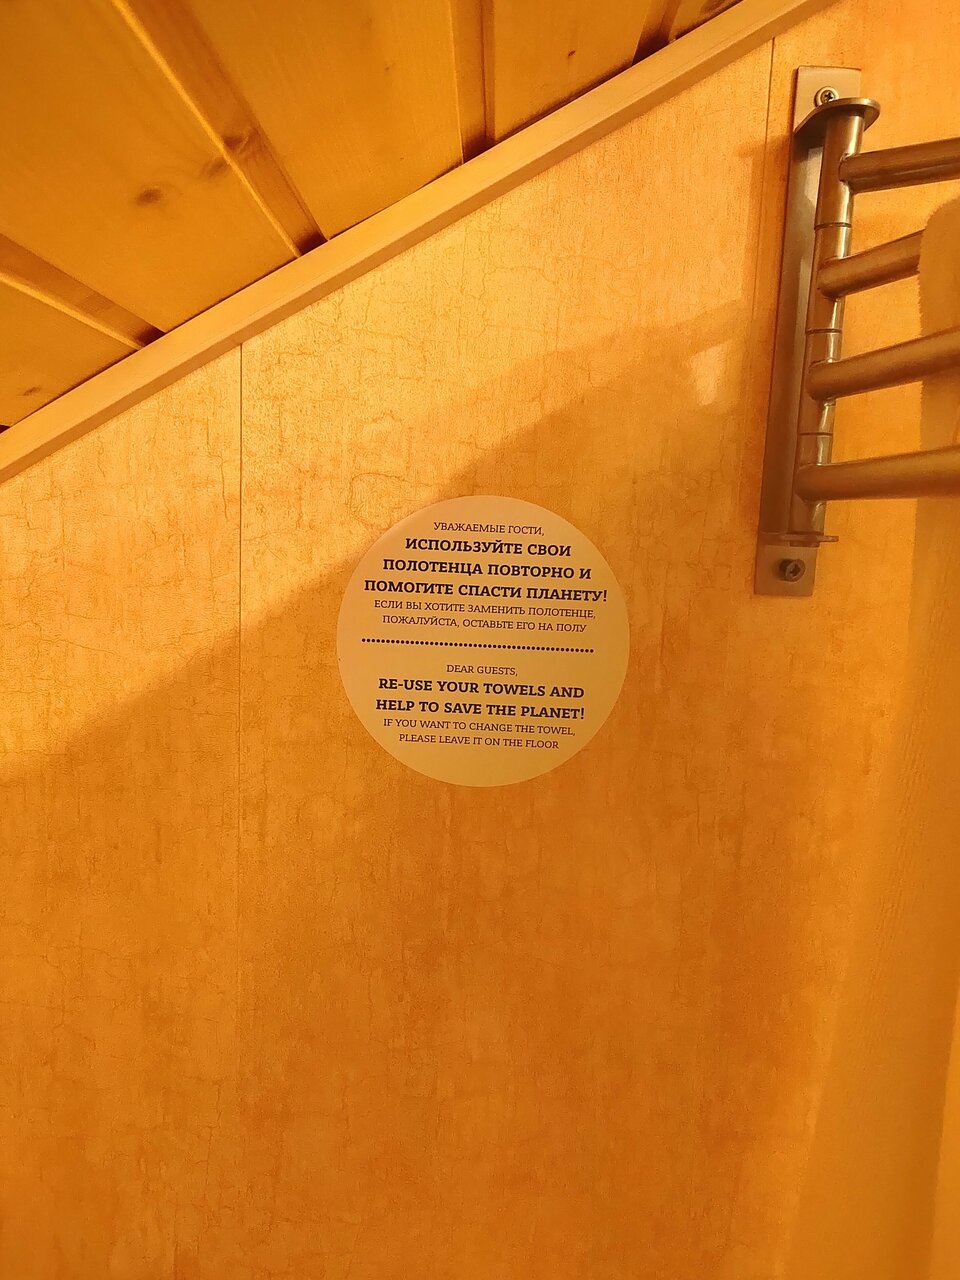 УВАЖАЕМЫЕ ГОСТИ,
ИСПОЛЬЗУЙТЕ СВОИ
ПОЛОТЕНЦА ПОВТОРНО И
ПОМОГИТЕ СПАСТИ ПЛАНЕТУ!
ЕСЛИ ВЫ ХОТИТЕ ЗАМЕНИТЬ ПОЛОТЕНЦЕ,
ПОЖАЛУЙСТА, ОСТАВЬТЕ ЕГО НА ПОЛУ
DEAR GUESTS,
RE-USE YOUR TOWELS AND
HELP TO SAVE THE PLANET!
IF YOU WANT TO CHANGE THE TOWEL,
PLEASE LEAVE IT ON THE FLOOR